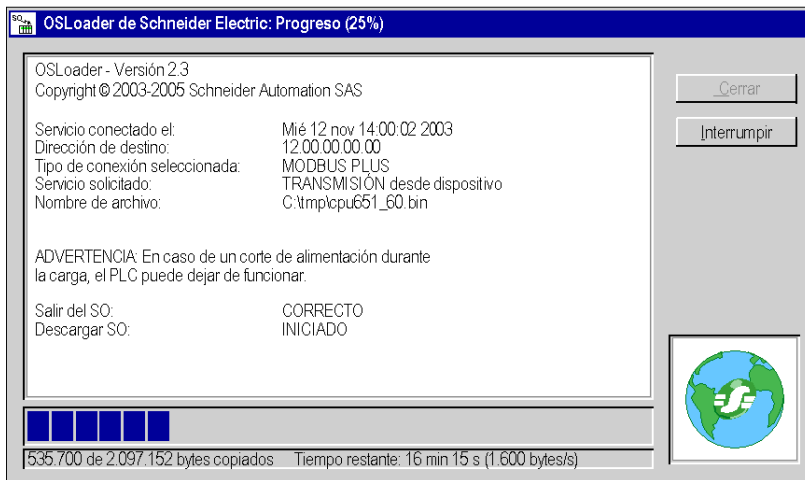 OSLoader de Schneider Electric: Progreso (25%)
OSLoader - Versión 2.3
Copyright © 2003-2005 Schneider Automation SAS
Cerrar
Interrumpir
Servicio conectado el: Mié 12 nov 14:00:02 2003
Dirección de destino: 12.00.00.00.00
Tipo de conexión seleccionada: MODBUS PLUS
Servicio solicitado: TRANSMISIÓN desde dispositivo
Nombre de archivo: C:\tmp\cpu651_60.bin
ADVERTENCIA: En caso de un corte de alimentación durante
la carga, el PLC puede dejar de funcionar.
Salir del SO: CORRECTO
Descargar SO: INICIADO
535.700 de 2.097.152 bytes copiados Tiempo restante: 16 min 15 s (1.600 bytes/s)